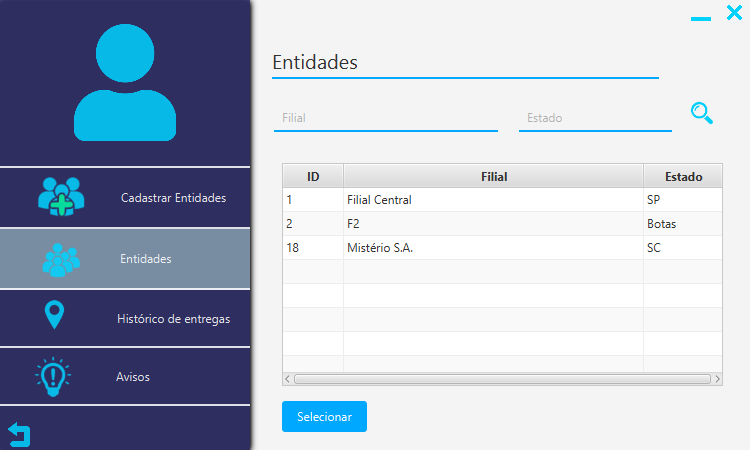 Cadastrar Entidades
Entidades
Histórico de entregas
Avisos
Entidades
Filial Estado
ID Filial Estado
1 Filial Central SP
2 F2 Botas
18 Mistério S.A. SC
Selecionar